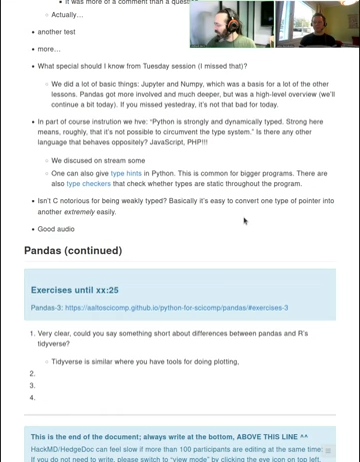 It was more of a comment than a quest
Actually…
another test
more…
What special should I know from Tuesday session (I missed that)?
We did a lot of basic things: Jupyter and Numpy, which was a basis for a lot of the other
lessons. Pandas got more involved and much deeper, but was a high-level overview (we'll
continue a bit today). If you missed yestedray, it's not that bad for today.
In part of course instrution we hve: "Python is strongly and dynamically typed. Strong here
means, roughly, that it's not possible to circumvent the type system." Is there any other
language that behaves oppositely? JavaScript, PHP!!!
We discused on stream some
One can also give type hints in Python. This is common for bigger programs. There are
also type checkers that check whether types are static throughout the program.
Isn't C notorious for being weakly typed? Basically it's easy to convert one type of pointer into
another extremely easily.
Good audio
Pandas (continued)
Exercises until xx:25
Pandas-3: https://aaltoscicomp.github.io/python-for-scicomp/pandas/#exercises-3
1. Very clear, could you say something short about differences between pandas and R's
tidyverse?
Tidyverse is similar where you have tools for doing plotting,
2.
3.
4.
This is the end of the document; always write at the bottom, ABOVE THIS LINE ^^
HackMD/HedgeDoc can feel slow if more than 100 participants are editing at the same time:
If you do not need to write, please switch to "view mode" by clicking the eye icon on top left.